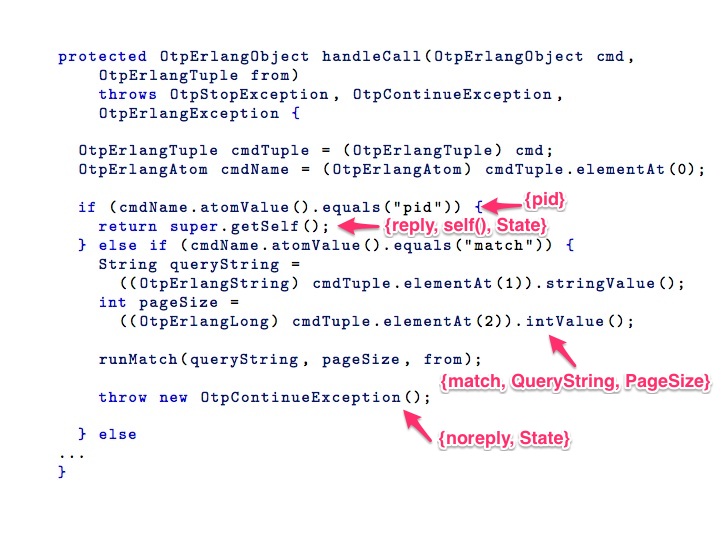 protected OtpErlangObject handleCall(OtpErlangObject cmd,
OtpErlangTuple from)
throws OtpStopException, OtpContinueException,
OtpErlangException {
OtpErlangTuple cmdTuple = (OtpErlangTuple) cmd;
OtpErlangAtom cmdName = (OtpErlangAtom) cmdTuple.elementAt(0);
if (cmdName.atomValue().equals("pid")) { {pid}
return super.getSelf(); {reply, self(), State}
} else if (cmdName.atomValue().equals("match")) {
String queryString =
((OtpErlangString) cmdTuple.elementAt(1)).stringValue();
int pageSize =
((OtpErlangLong) cmdTuple.elementAt(2)).intValue();
runMatch(queryString, pageSize, from);
{match, QueryString, PageSize}
throw new OtpContinueException();
} else
{noreply, State}
...
}